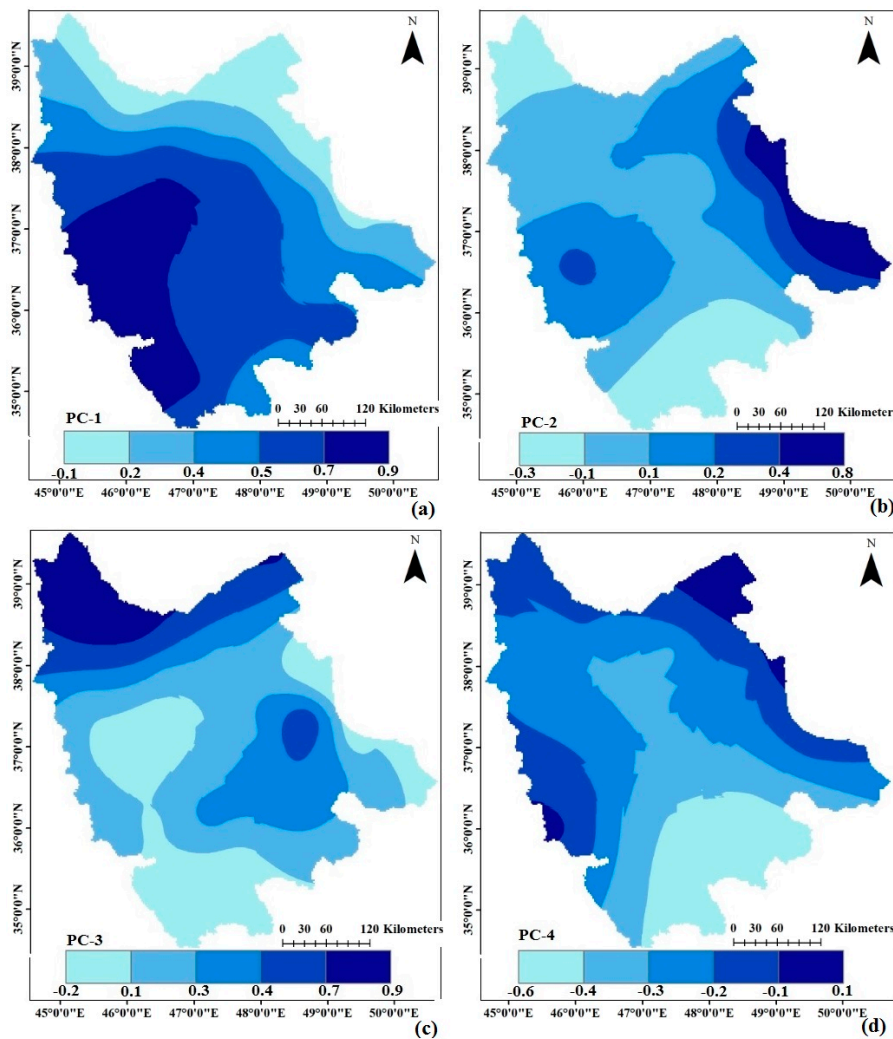 N
39°0'0"N
38°0'0"N
37°0'0"N
36°0'0"N
35°0'0"N
PC-1
0 30 60 120 Kilometers
-0.1 0.2 0.4 0.5 0.7 0.9
45°0'0"E 46°0'0"E 47°0'0"E 48°0'0"E 49°0'0"E 50°0'0"E
(a)
N
39°0'0"N
38°0'0"N
37°0'0"N
36°0'0"N
35°0'0"N
PC-2
0 30 60 120 Kilometers
-0.3 -0.1 0.1 0.2 0.4 0.8
45°0'0"E 46°0'0"E 47°0'0"E 48°0'0"E 49°0'0"E 50°0'0"E
(b)
N
39°0'0"N
38°0'0"N
37°0'0"N
36°0'0"N
35°0'0"N
PC-3
0 30 60 120 Kilometers
-0.2 0.1 0.3 0.4 0.7 0.9
45°0'0"E 46°0'0"E 47°0'0"E 48°0'0"E 49°0'0"E 50°0'0"E
(c)
N
39°0'0"N
38°0'0"N
37°0'0"N
36°0'0"N
35°0'0"N
PC-4
0 30 60 120 Kilometers
-0.6 -0.4 -0.3 -0.2 -0.1 0.1
45°0'0"E 46°0'0"E 47°0'0"E 48°0'0"E 49°0'0"E 50°0'0"E
(d)